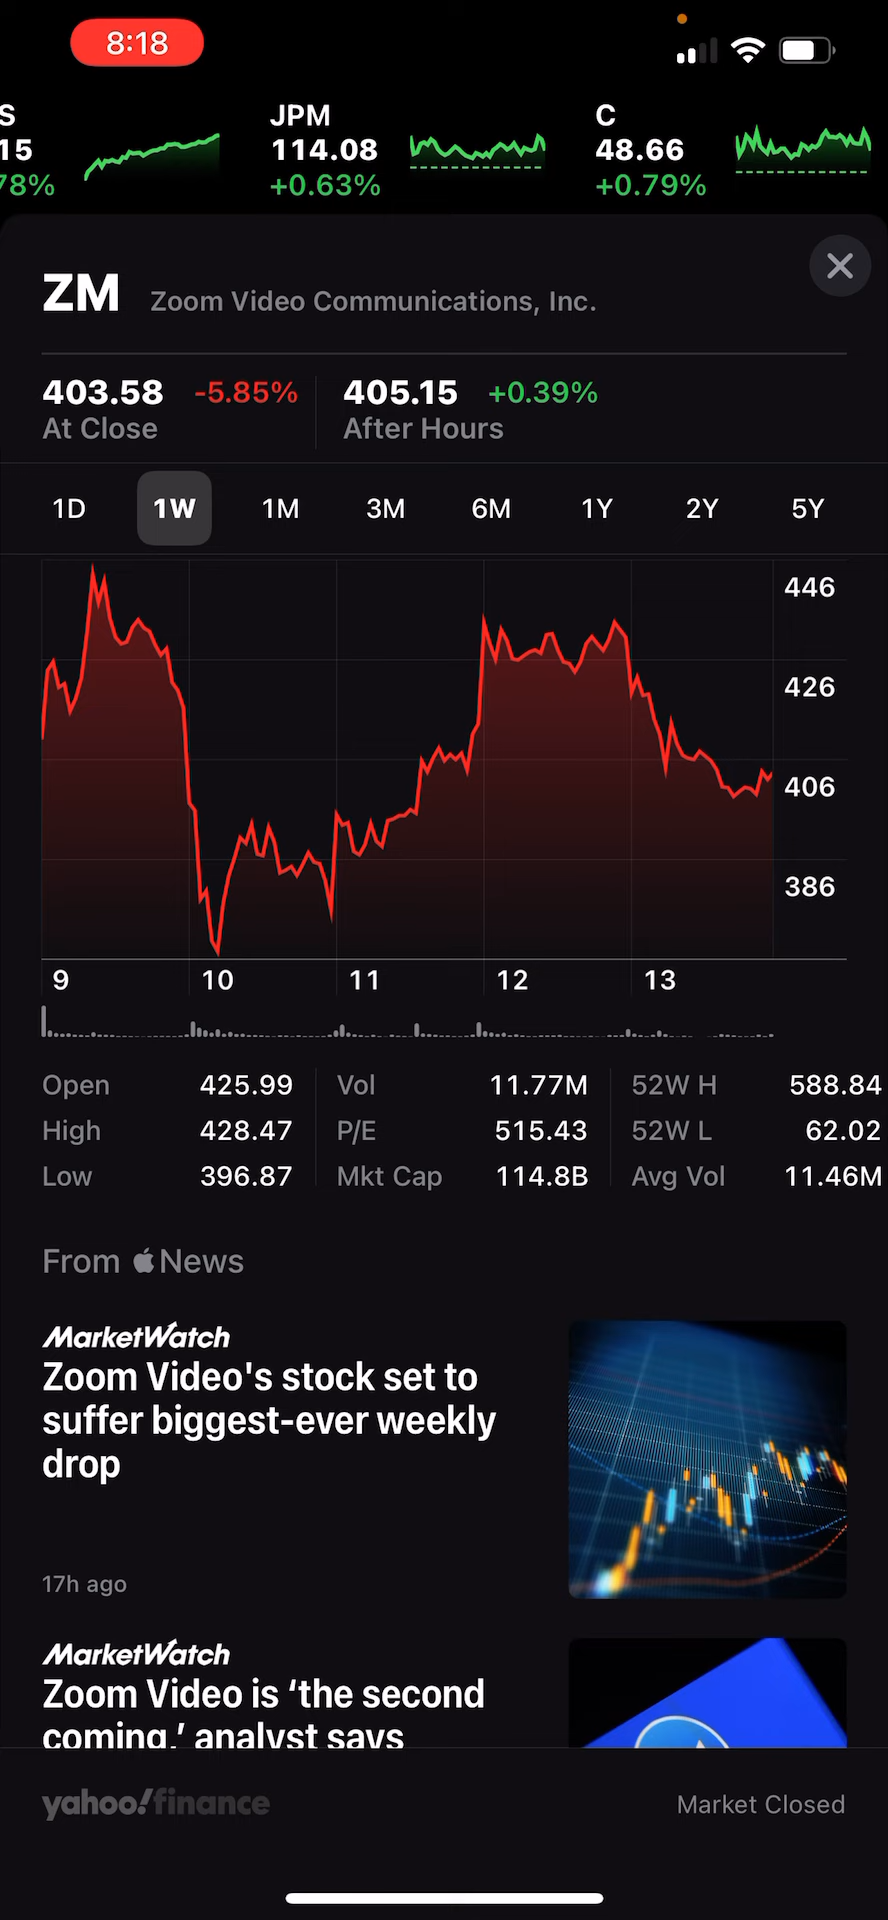 8:18
S
15
78%
JPM
114.08
+0.63%
C
48.66
+0.79%
ZM Zoom Video Communications, Inc.
403.58 -5.85% 405.15 +0.39%
At Close After Hours
1D 1W 1M 3M 6M 1Y 2Y 5Y
446
426
406
386
9 10 11 12 13
Open 425.99 Vol 11.77M 52W H 588.84
High 428.47 P/E 515.43 52W L 62.02
Low 396.87 Mkt Cap 114.8B Avg Vol 11.46M
From News
MarketWatch
Zoom Video's stock set to
suffer biggest-ever weekly
drop
17h ago
MarketWatch
Zoom Video is ‘the second
coming,’ analyst says
yahoo!finance Market Closed